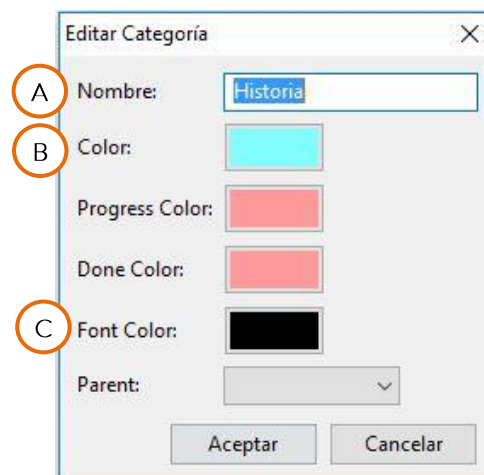 Editar Categoría
A Nombre: Historia
B Color:
Progress Color:
Done Color:
C Font Color:
Parent:
Aceptar Cancelar